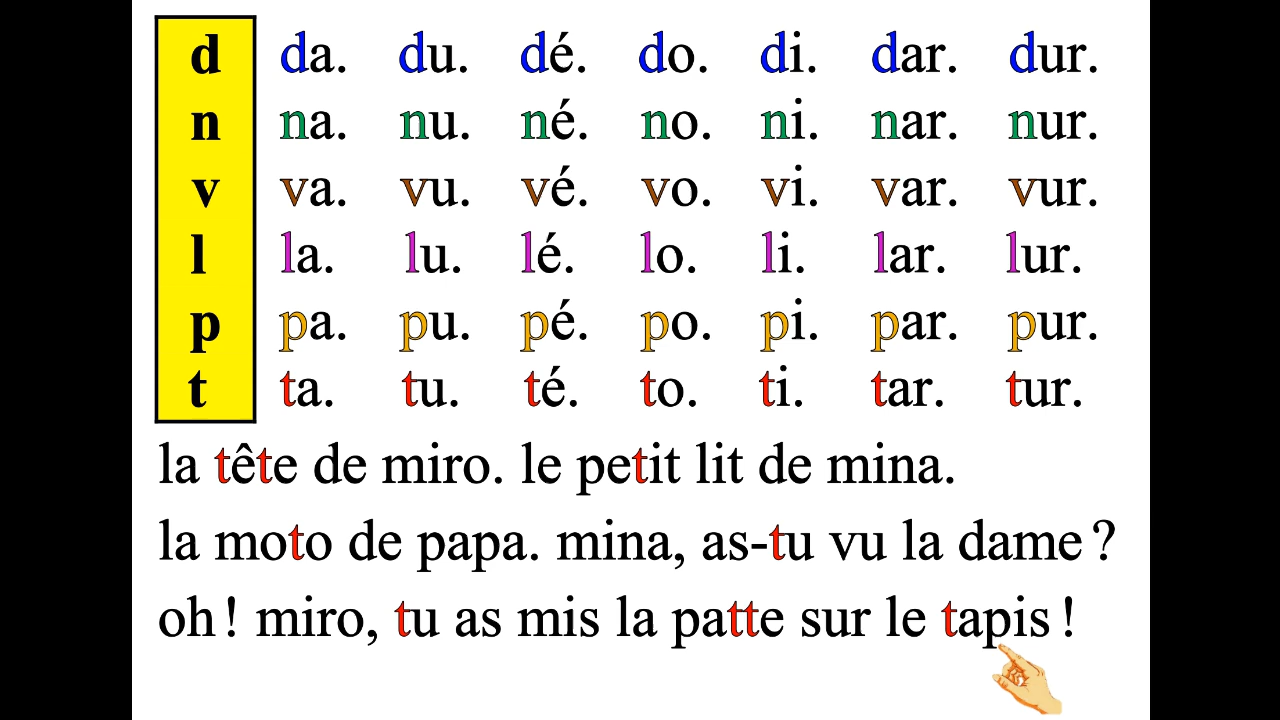 d da. du. dé. do. di. dar. dur.
n na. nu. né. no. ni. nar. nur.
v va. vu. vé. vo. vi. var. vur.
l la. lu. lé. lo. li. lar. lur.
p pa. pu. pé. po. pi. par. pur.
t ta. tu. té. to. ti. tar. tur.
la tête de miro. le petit lit de mina.
la moto de papa. mina, as-tu vu la dame ?
oh ! miro, tu as mis la patte sur le tapis !